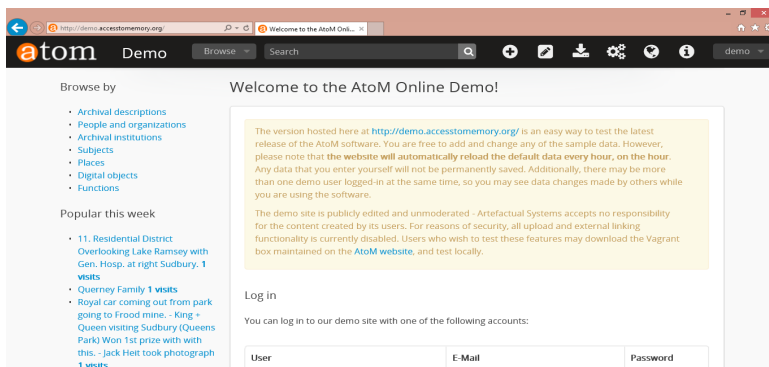 http://demo.accesstomemory.org/
Welcome to the AtoM Onli...
atom Demo Browse Search demo
Browse by
• Archival descriptions
• People and organizations
• Archival institutions
• Subjects
• Places
• Digital objects
• Functions
Popular this week
• 11. Residential District
Overlooking Lake Ramsey with
Gen. Hosp. at right Sudbury. 1
visits
• Querney Family 1 visits
• Royal car coming out from park
going to Frood mine. - King +
Queen visiting Sudbury (Queens
Park) Won 1st prize with with
this. - Jack Heit took photograph
1 visits
Welcome to the AtoM Online Demo!
The version hosted here at http://demo.accesstomemory.org/ is an easy way to test the latest
release of the AtoM software. You are free to add and change any of the sample data. However,
please note that the website will automatically reload the default data every hour, on the hour.
Any data that you enter yourself will not be permanently saved. Additionally, there may be more
than one demo user logged-in at the same time, so you may see data changes made by others while
you are using the software.
The demo site is publicly edited and unmoderated - Artefactual Systems accepts no responsibility
for the content created by its users. For reasons of security, all upload and external linking
functionality is currently disabled. Users who wish to test these features may download the Vagrant
box maintained on the AtoM website, and test locally.
Log in
You can log in to our demo site with one of the following accounts:
User E-Mail Password